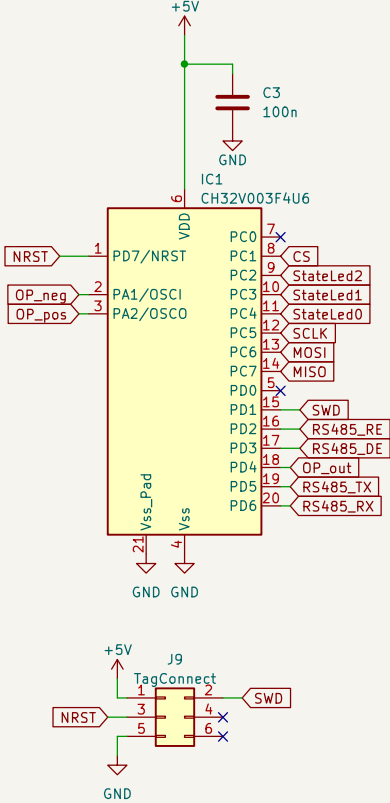 +5V
C3
100n
GND
IC1
CH32V003F4U6
6
VDD
7
PC0
NRST
1
PD7/NRST
PC1
8
CS
PC2
9
StateLed2
OP_neg
2
PA1/OSCI
PC3
10
StateLed1
OP_pos
3
PA2/OSCO
PC4
11
StateLed0
PC5
12
SCLK
PC6
13
MOSI
PC7
14
MISO
PD0
5
PD1
15
SWD
PD2
16
RS485_RE
PD3
17
RS485_DE
PD4
18
OP_out
PD5
19
RS485_TX
PD6
20
RS485_RX
Vss_Pad
Vss
21
4
GND
GND
+5V
J9
TagConnect
1
2
SWD
NRST
3
4
5
6
GND